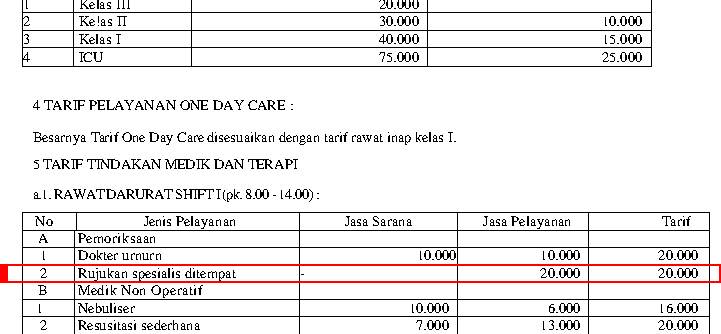 1 Kelas III 20.000
2 Ke!as II 30.000 10.000
3 Kelas I 40.000 15.000
4 ICU 75.000 25.000
4 TARIF PELAYANAN ONE DAY CARE :
Besarnya Tarif One Day Care disesuaikan dengan tarif rawat inap kelas I.
5 TARIF TINDAKAN MEDIK DAN TERAPI
a.1. RAWAT DARURAT SHIFT I (pk. 8.00 - 14.00) :
No Jenis Pelayanan Jasa Sarana Jasa Pelayanan Tarif
A Pemoriksaan
1 Dokter urnurn 10.000 10.000 20.000
2 Rujukan spesialis ditempat - 20.000 20.000
B Medik Non Operatif
1 Nebuliser 10.000 6.000 16.000
2 Resusitasi sederhana 7.000 13.000 20.000